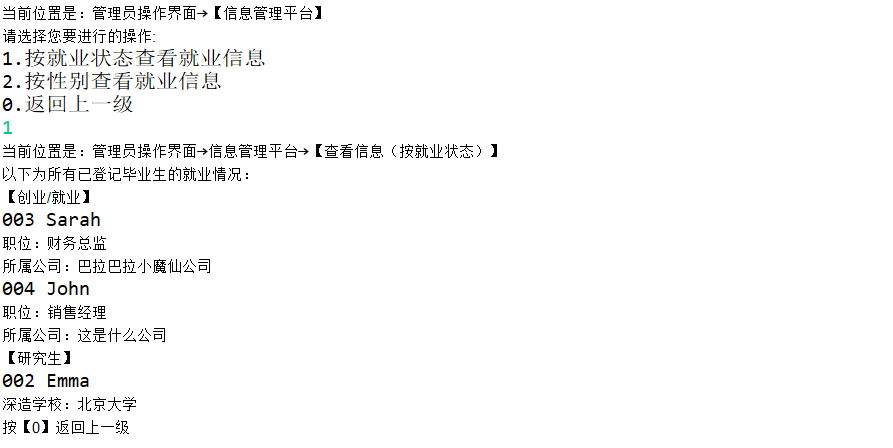 当前位置是：管理员操作界面→【信息管理平台】
请选择您要进行的操作:
1.按就业状态查看就业信息
2.按性别查看就业信息
0.返回上一级
1
当前位置是：管理员操作界面→信息管理平台→【查看信息（按就业状态）】
以下为所有已登记毕业生的就业情况：
【创业/就业】
003 Sarah
职位：财务总监
所属公司：巴拉巴拉小魔仙公司
004 John
职位：销售经理
所属公司：这是什么公司
【研究生】
002 Emma
深造学校：北京大学
按【0】返回上一级